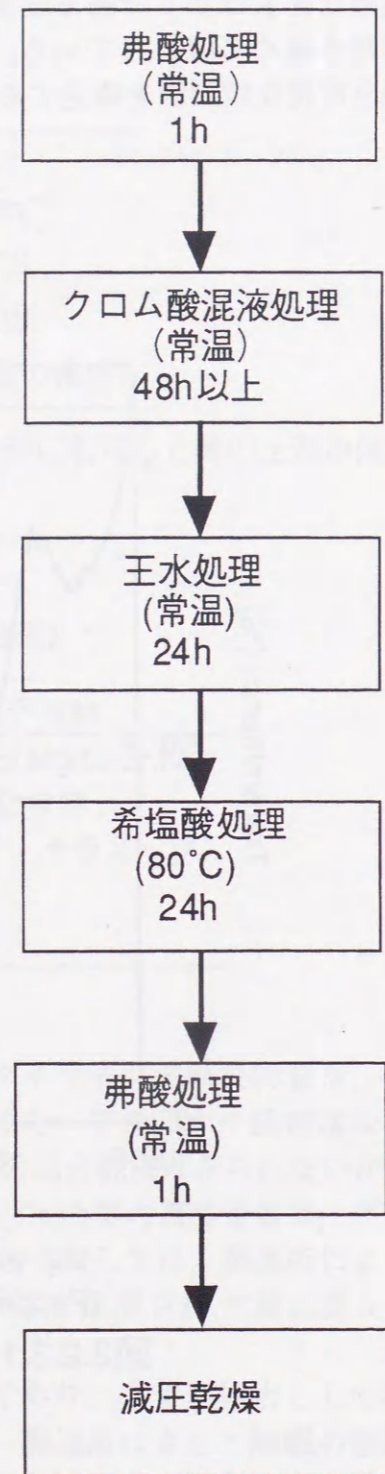 弗酸処理
(常温)
1h
クロム酸混液処理
(常温)
48h以上
王水処理
(常温)
24h
希塩酸処理
(80℃)
24h
弗酸処理
(常温)
1h
減圧乾燥